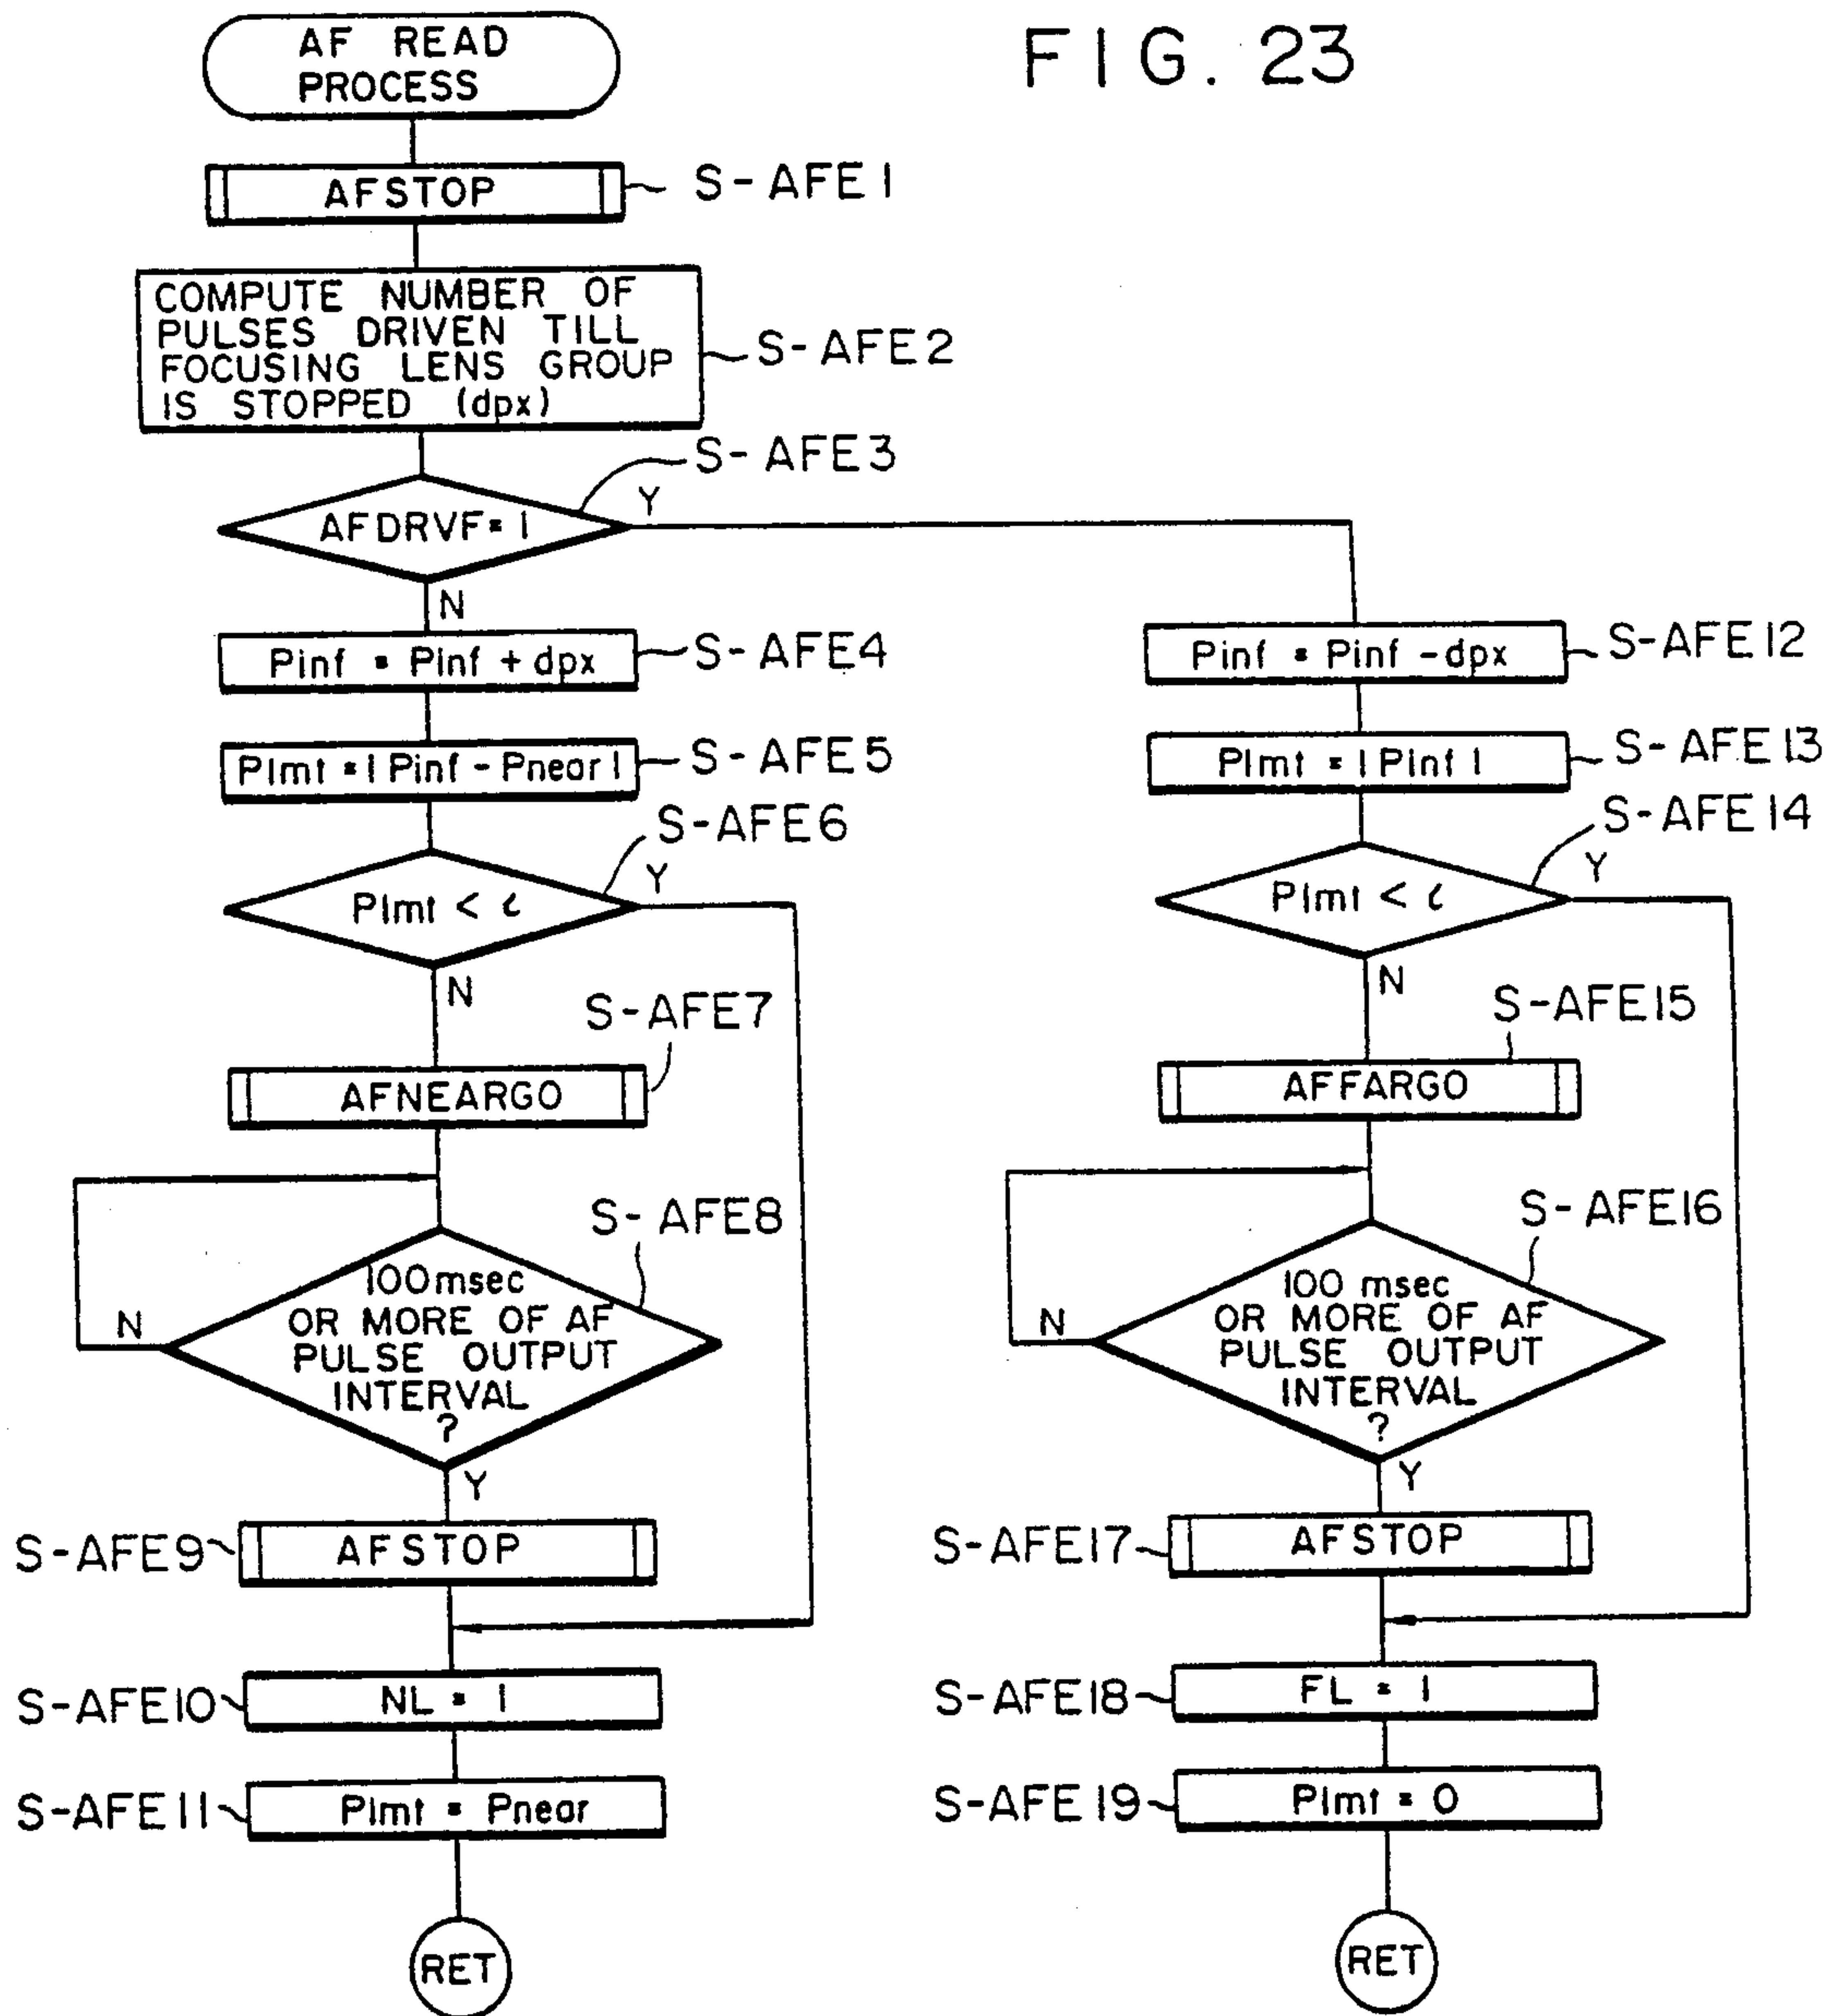 FIG. 23
AF READ
PROCESS
AFSTOP
S-AFE1
COMPUTE NUMBER OF
PULSES DRIVEN TILL
FOCUSING LENS GROUP
IS STOPPED (dpx)
S-AFE2
S-AFE3
AFDRVF=1
Y
N
Pinf = Pinf + dpx
S-AFE4
Plmt = |Pinf - Pnear|
S-AFE5
S-AFE6
Plmt < ι
Y
N
S-AFE7
AFNEARGO
S-AFE8
100msec
OR MORE OF AF
PULSE OUTPUT
INTERVAL
?
N
Y
S-AFE9
AFSTOP
S-AFE10
NL = 1
S-AFE11
Plmt = Pnear
RET
Pinf = Pinf - dpx
S-AFE12
Plmt = |Pinf|
S-AFE13
S-AFE14
Plmt < ι
Y
N
S-AFE15
AFFARGO
S-AFE16
100 msec
OR MORE OF AF
PULSE OUTPUT
INTERVAL
?
N
Y
S-AFE17
AFSTOP
S-AFE18
FL = 1
S-AFE19
Plmt = 0
RET